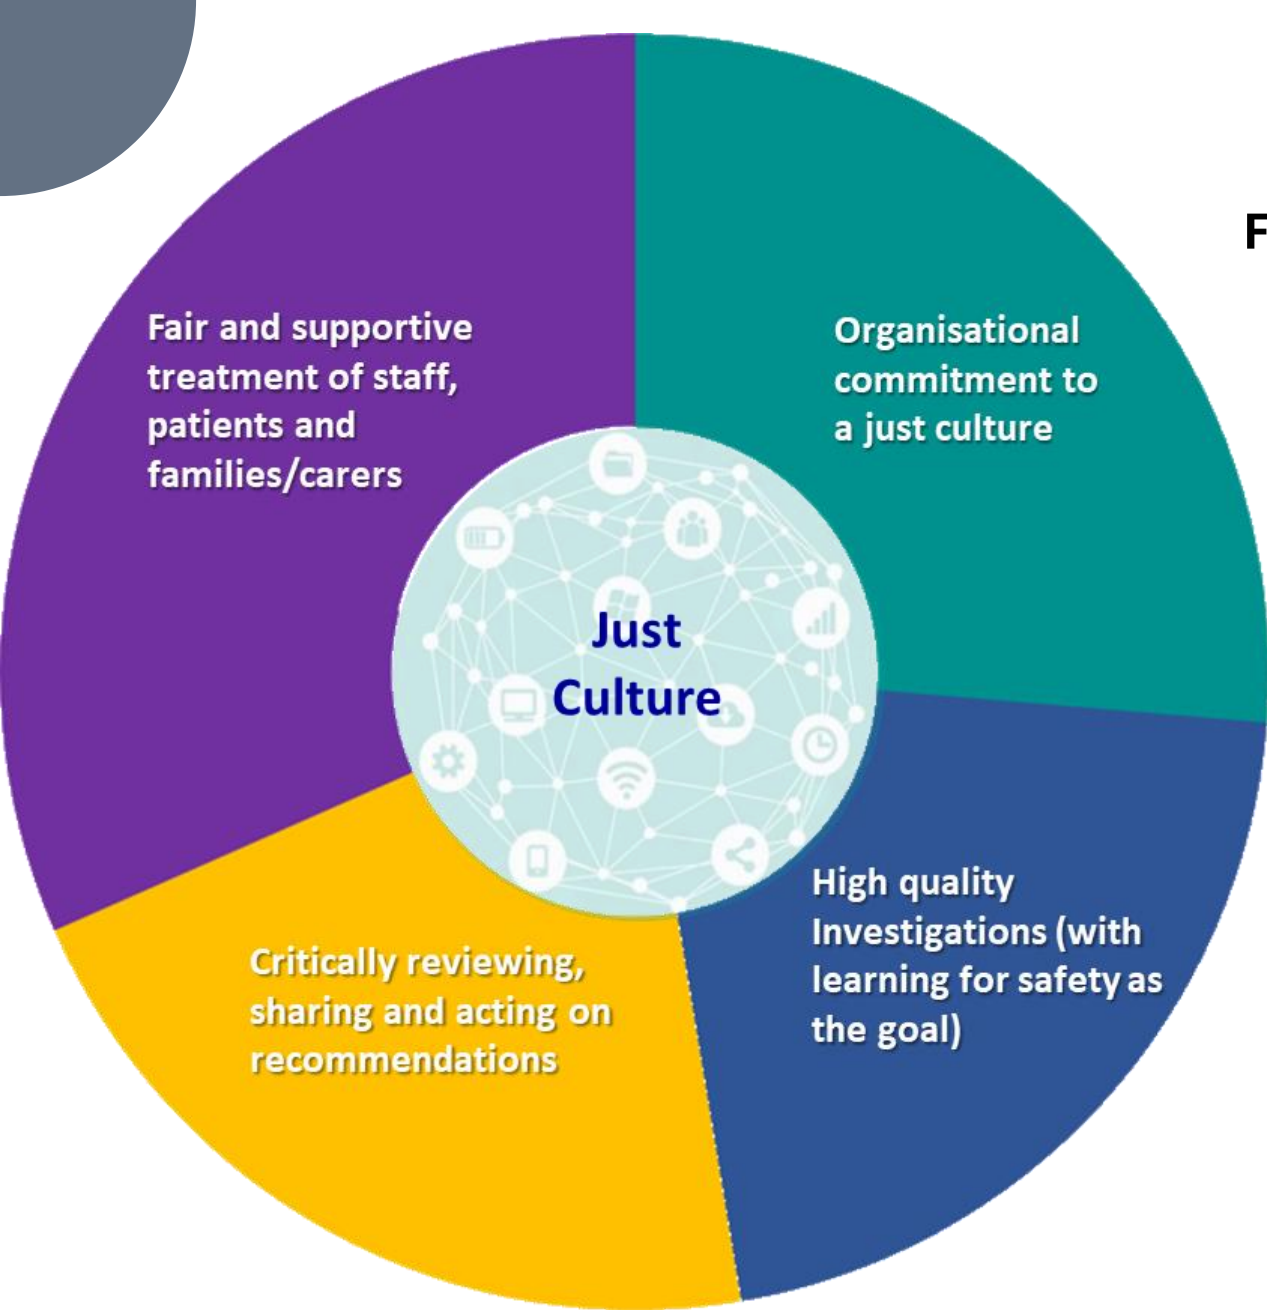 Fair and supportive
treatment of staff,
patients and
families/carers
Organisational
commitment to
a just culture
F
Just
Culture
High quality
Investigations (with
learning for safety as
the goal)
Critically reviewing,
sharing and acting on
recommendations